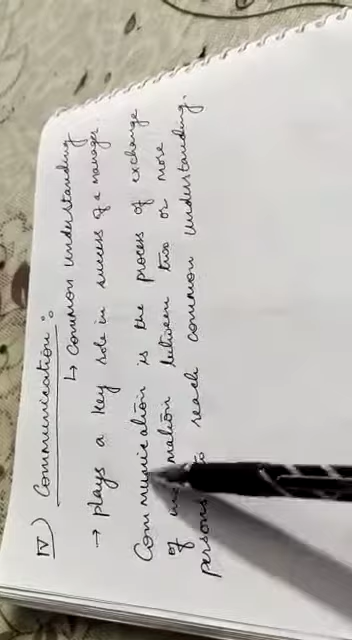 IV) Communication:
↳ Common understanding
→ plays a key role in success of a manager.
Communication is the process of exchange
of mation between two or more
persons to reach common understanding.